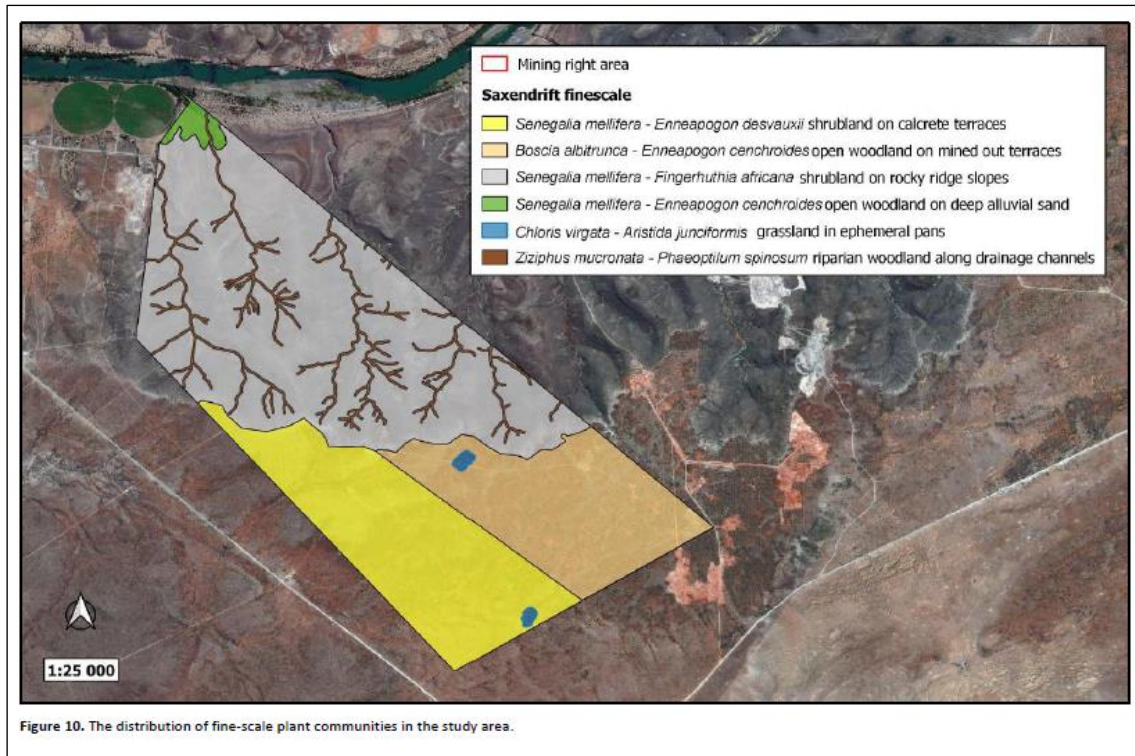 Mining right area
Saxendrift finescale
Senegalia mellifera - Enneapogon desvauxii shrubland on calcrete terraces
Boscia albitrunca - Enneapogon cenchroides open woodland on mined out terraces
Senegalia mellifera - Fingerhuthia africana shrubland on rocky ridge slopes
Senegalia mellifera - Enneapogon cenchroides open woodland on deep alluvial sand
Chloris virgata - Aristida junciformis grassland in ephemeral pans
Ziziphus mucronata - Phaeoptilum spinosum riparian woodland along drainage channels
1:25 000
Figure 10. The distribution of fine-scale plant communities in the study area.